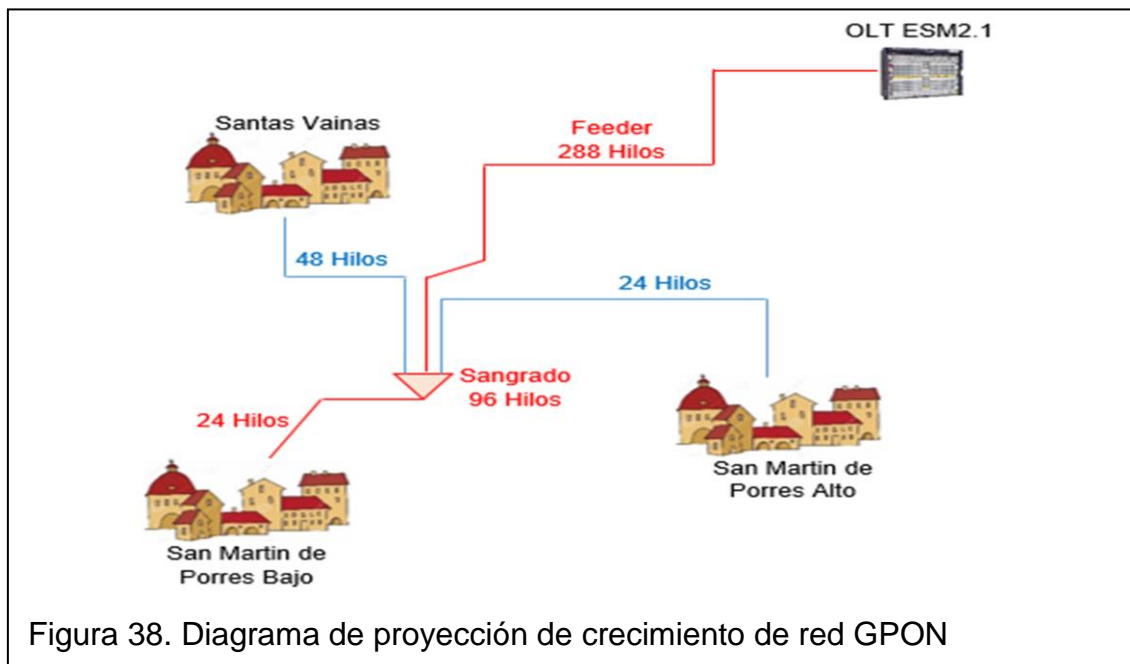 OLT ESM2.1
Santas Vainas
Feeder
288 Hilos
48 Hilos
24 Hilos
Sangrado
96 Hilos
24 Hilos
San Martin de
Porres Alto
San Martin de
Porres Bajo
Figura 38. Diagrama de proyección de crecimiento de red GPON